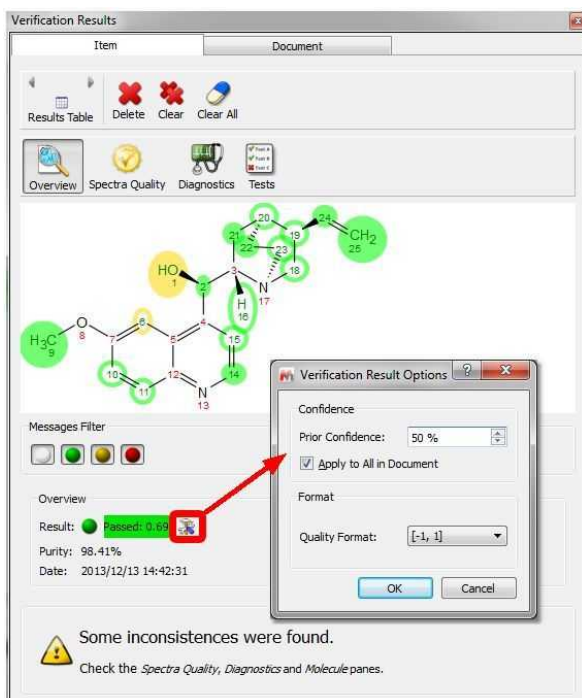 Verification Results
Item
Document
Results Table
Delete
Clear
Clear All
Overview
Spectra Quality
Diagnostics
Tests
20
24
21
19
CH2
25
22
23
HO
1
3
18
2
N
17
H
16
O
8
6
4
H3C
9
7
5
15
10
12
14
11
N
13
Messages Filter
Verification Result Options
Confidence
Prior Confidence: 50 %
Apply to All in Document
Format
Quality Format: [-1, 1]
OK
Cancel
Overview
Result: Passed: 0.69
Purity: 98.41%
Date: 2013/12/13 14:42:31
Some inconsistences were found.
Check the Spectra Quality, Diagnostics and Molecule panes.